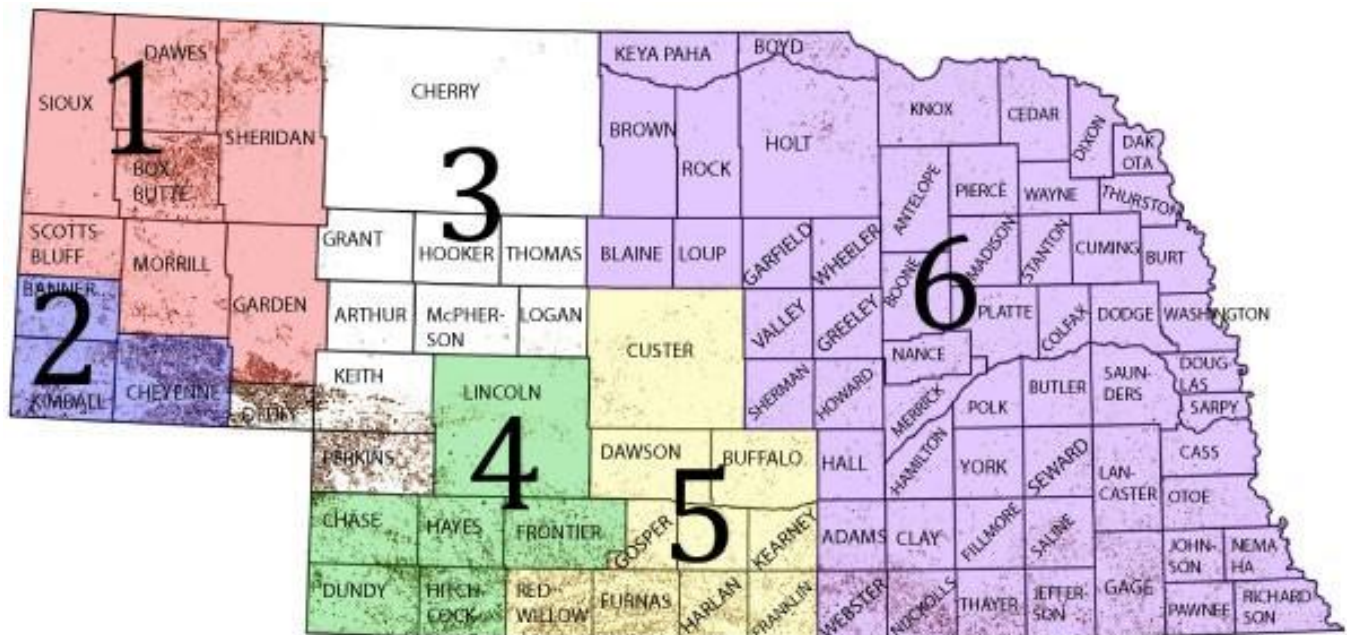 DAWES
BOYD
KEYA PAHA
CHERRY
SIOUX
1
KNOX
CEDAR
DIXON
DAK
OTA
SHERIDAN
BROWN
HOLT
BOX
BUTTE
ROCK
3
ANTELOPE
PIERCE
WAYNE
THURSTON
SCOTTS-
BLUFF
MORRILL
GRANT
HOOKER
THOMAS
BLAINE
LOUP
GARFIELD
WHEELER
MADISON
STANTON
CUMING
BURT
BANNER
2
GARDEN
ARTHUR
McPHER-
SON
LOGAN
VALLEY
GREELEY
BOONE
6
PLATTE
COLFAX
DODGE
WASHINGTON
CUSTER
NANCE
KIMBALL
CHEYENNE
DEUEL
KEITH
LINCOLN
SHERMAN
HOWARD
MERRICK
POLK
BUTLER
SAUN-
DERS
DOUG-
LAS
SARPY
PERKINS
4
DAWSON
BUFFALO
HALL
HAMILTON
YORK
SEWARD
LAN-
CASTER
CASS
OTOE
CHASE
HAYES
FRONTIER
GOSPER
5
KEARNEY
ADAMS
CLAY
FILLMORE
SALINE
JOHN-
SON
NEMA
HA
DUNDY
HITCH-
COCK
RED-
WILLOW
FURNAS
HARLAN
FRANKLIN
WEBSTER
NUCKOLLS
THAYER
JEFFER-
SON
GAGE
PAWNEE
RICHARD
SON